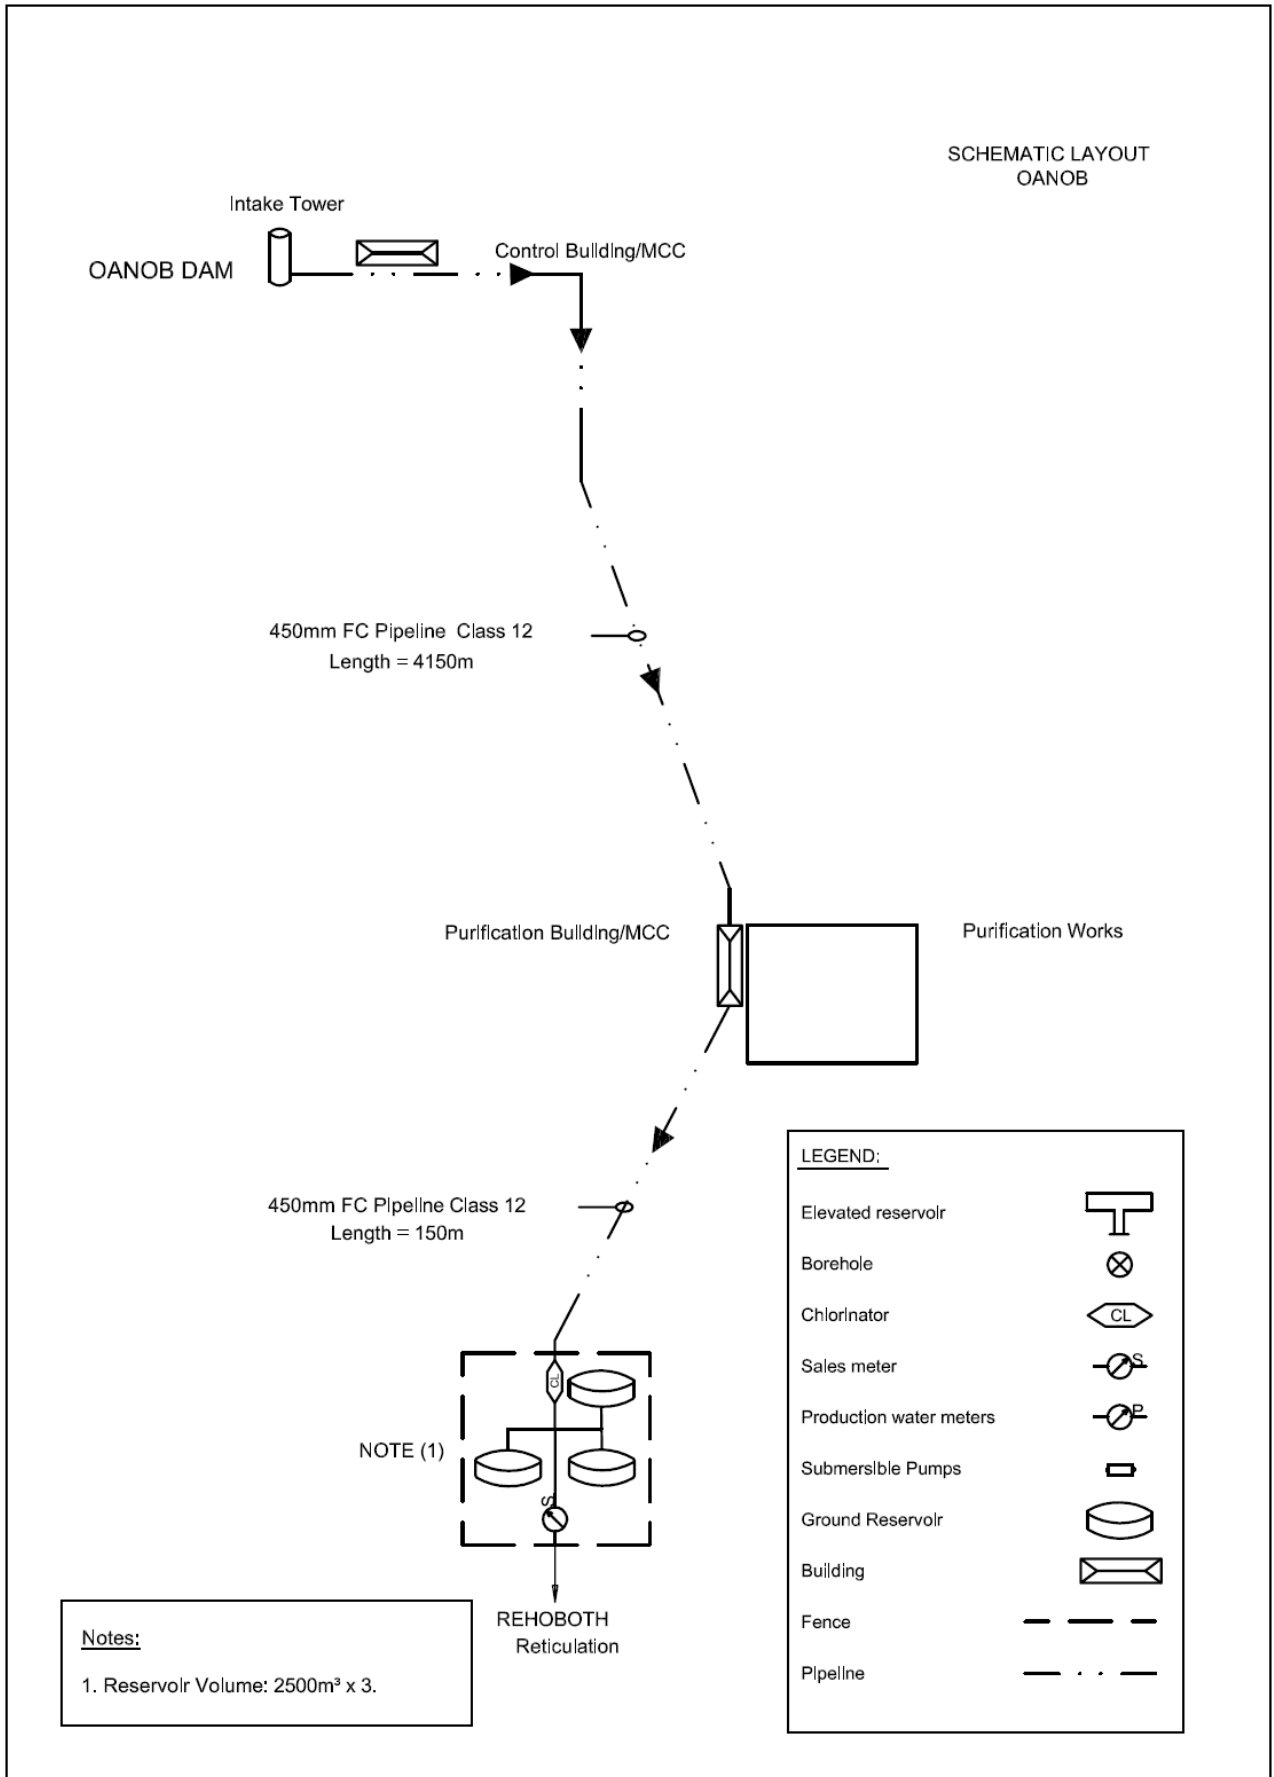 SCHEMATIC LAYOUT
OANOB
Intake Tower
OANOB DAM
Control Building/MCC
450mm FC Pipeline Class 12
Length = 4150m
Purification Building/MCC
Purification Works
450mm FC Pipeline Class 12
Length = 150m
CL
NOTE (1)
S
REHOBOTH
Reticulation
Notes:
1. Reservoir Volume: 2500m³ x 3.
LEGEND:
Elevated reservoir
Borehole
Chlorinator
CL
Sales meter
S
Production water meters
P
Submersible Pumps
Ground Reservoir
Building
Fence
Pipeline